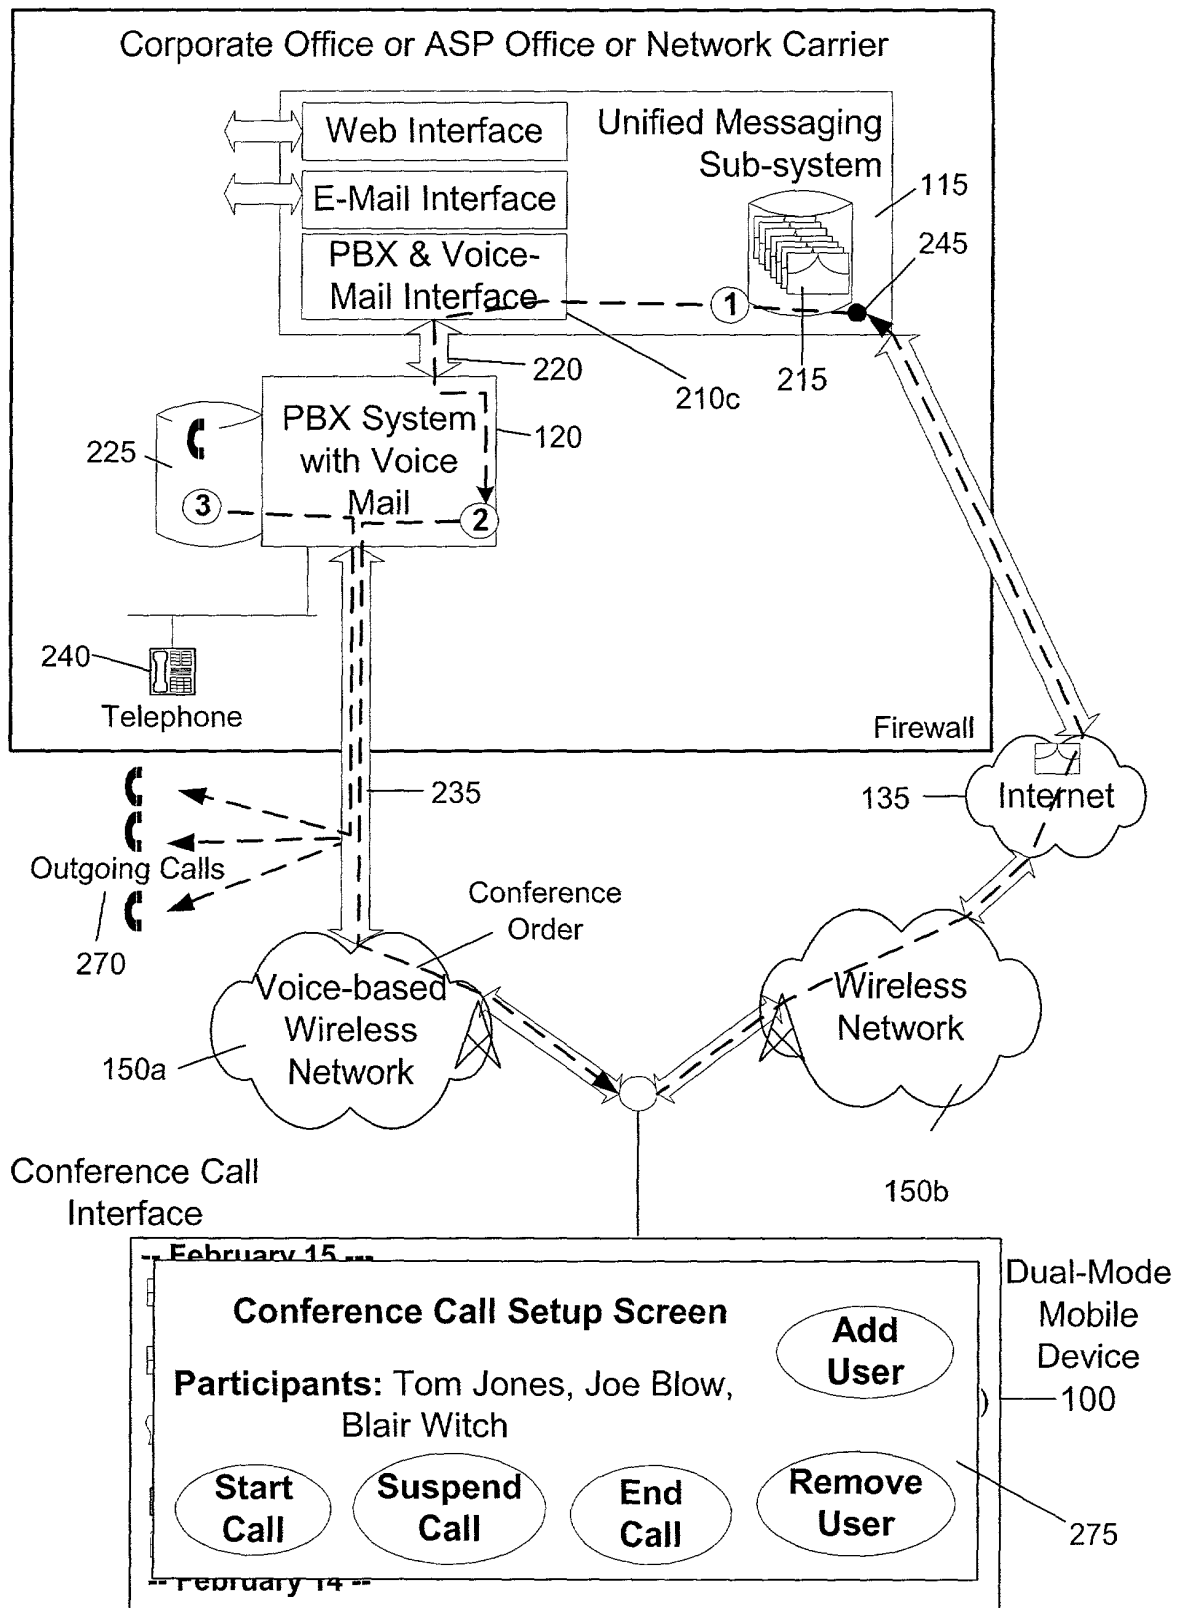 Corporate Office or ASP Office or Network Carrier
Web Interface
Unified Messaging
Sub-system
E-Mail Interface
PBX & Voice-
Mail Interface
115
245
1
220
210c
215
PBX System
with Voice
Mail
120
225
3
2
240
Telephone
Firewall
235
135
Internet
Outgoing Calls
270
Conference
Order
Voice-based
Wireless
Network
150a
Wireless
Network
150b
Conference Call
Interface
-- February 15 ---
Dual-Mode
Mobile
Device
100
Conference Call Setup Screen
Add
User
Participants: Tom Jones, Joe Blow,
Blair Witch
Start
Call
Suspend
Call
End
Call
Remove
User
275
-- February 14 --